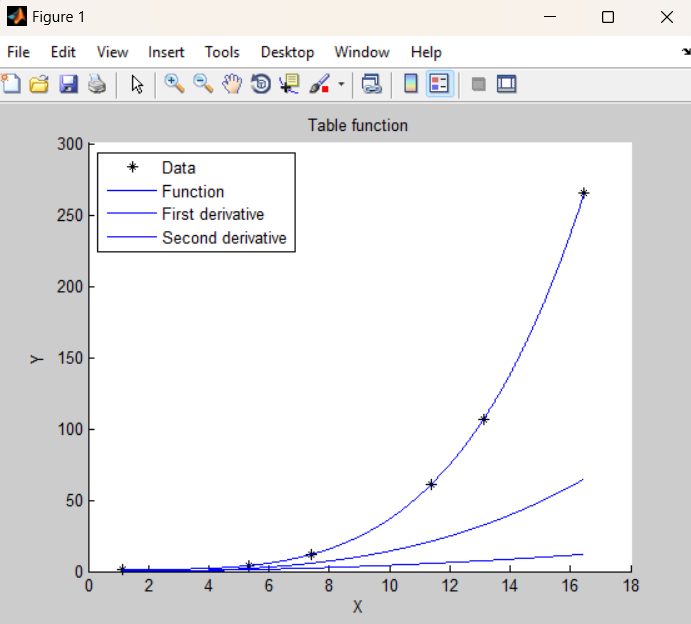 Figure 1
File Edit View Insert Tools Desktop Window Help
Table function
Data
Function
First derivative
Second derivative
300
250
200
150
100
50
0
Y
0 2 4 6 8 10 12 14 16 18
X